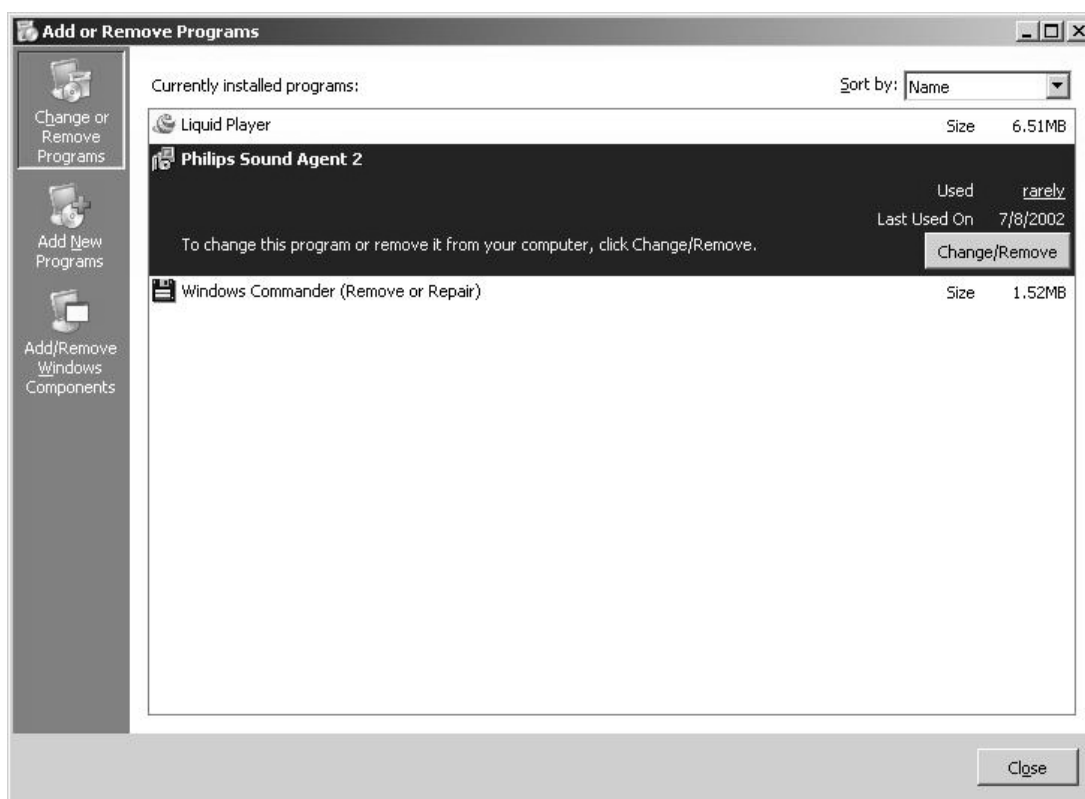 Add or Remove Programs
Change or
Remove
Programs
Add New
Programs
Add/Remove
Windows
Components
Currently installed programs:
Sort by: Name
Liquid Player Size 6.51MB
Philips Sound Agent 2
Used rarely
Last Used On 7/8/2002
To change this program or remove it from your computer, click Change/Remove. Change/Remove
Windows Commander (Remove or Repair) Size 1.52MB
Close